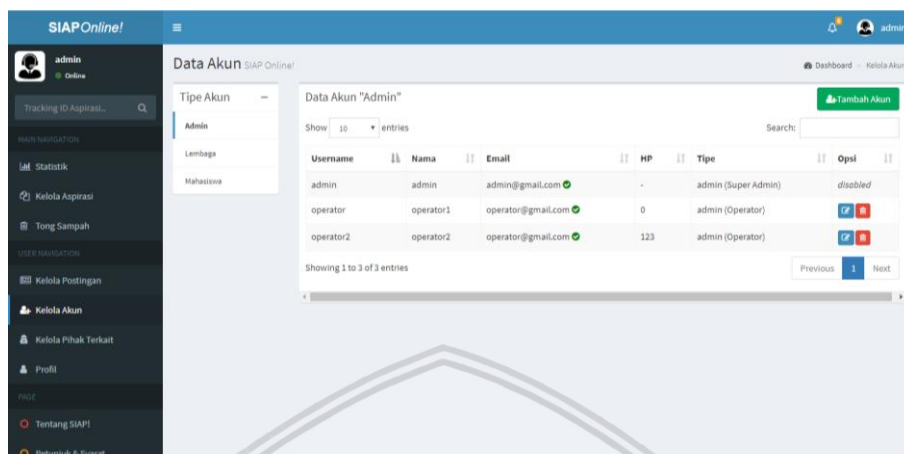 SIAPOnline!
6
admin
admin
Online
Data Akun SIAP Online!
Dashboard
Kelola Akun
Tracking ID Aspirasi..
MAIN NAVIGATION
Statistik
Kelola Aspirasi
Tong Sampah
USER NAVIGATION
Kelola Postingan
Kelola Akun
Kelola Pihak Terkait
Profil
PAGE
Tentang SIAP!
Petunjuk & Syarat
Tipe Akun
Admin
Lembaga
Mahasiswa
Data Akun "Admin"
Tambah Akun
Show 10 entries
Search:
Username Nama Email HP Tipe Opsi
admin admin admin@gmail.com - admin (Super Admin) disabled
operator operator1 operator@gmail.com 0 admin (Operator)
operator2 operator2 operator@gmail.com 123 admin (Operator)
Showing 1 to 3 of 3 entries
Previous 1 Next